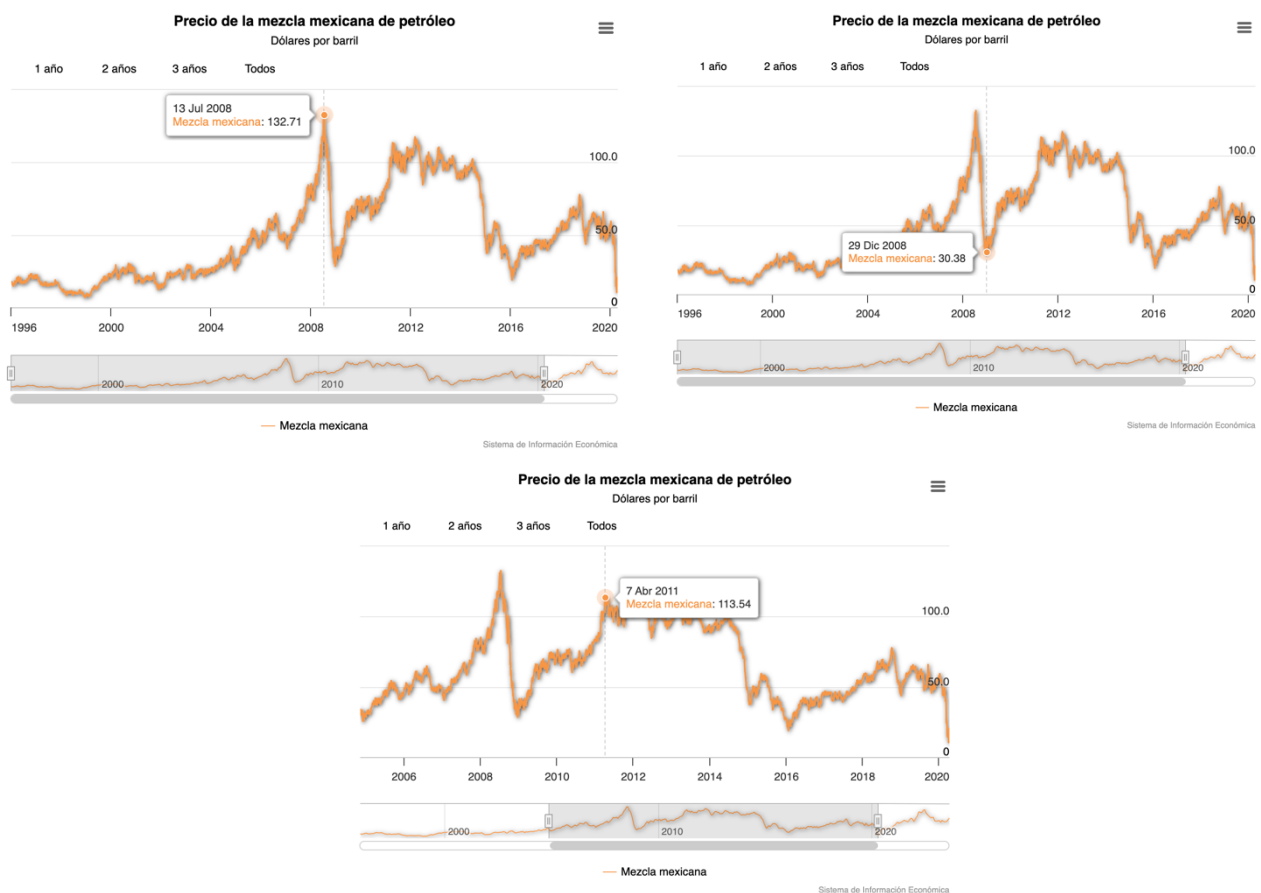 Precio de la mezcla mexicana de petróleo
Dólares por barril
1 año 2 años 3 años Todos
13 Jul 2008
Mezcla mexicana: 132.71
100.0
50.0
0
1996 2000 2004 2008 2012 2016 2020
2000 2010 2020
Mezcla mexicana
Sistema de Información Económica
Precio de la mezcla mexicana de petróleo
Dólares por barril
1 año 2 años 3 años Todos
100.0
50.0
29 Dic 2008
Mezcla mexicana: 30.38
0
1996 2000 2004 2008 2012 2016 2020
2000 2010 2020
Mezcla mexicana
Sistema de Información Económica
Precio de la mezcla mexicana de petróleo
Dólares por barril
1 año 2 años 3 años Todos
7 Abr 2011
Mezcla mexicana: 113.54
100.0
50.0
0
2006 2008 2010 2012 2014 2016 2018 2020
2000 2010 2020
Mezcla mexicana
Sistema de Información Económica